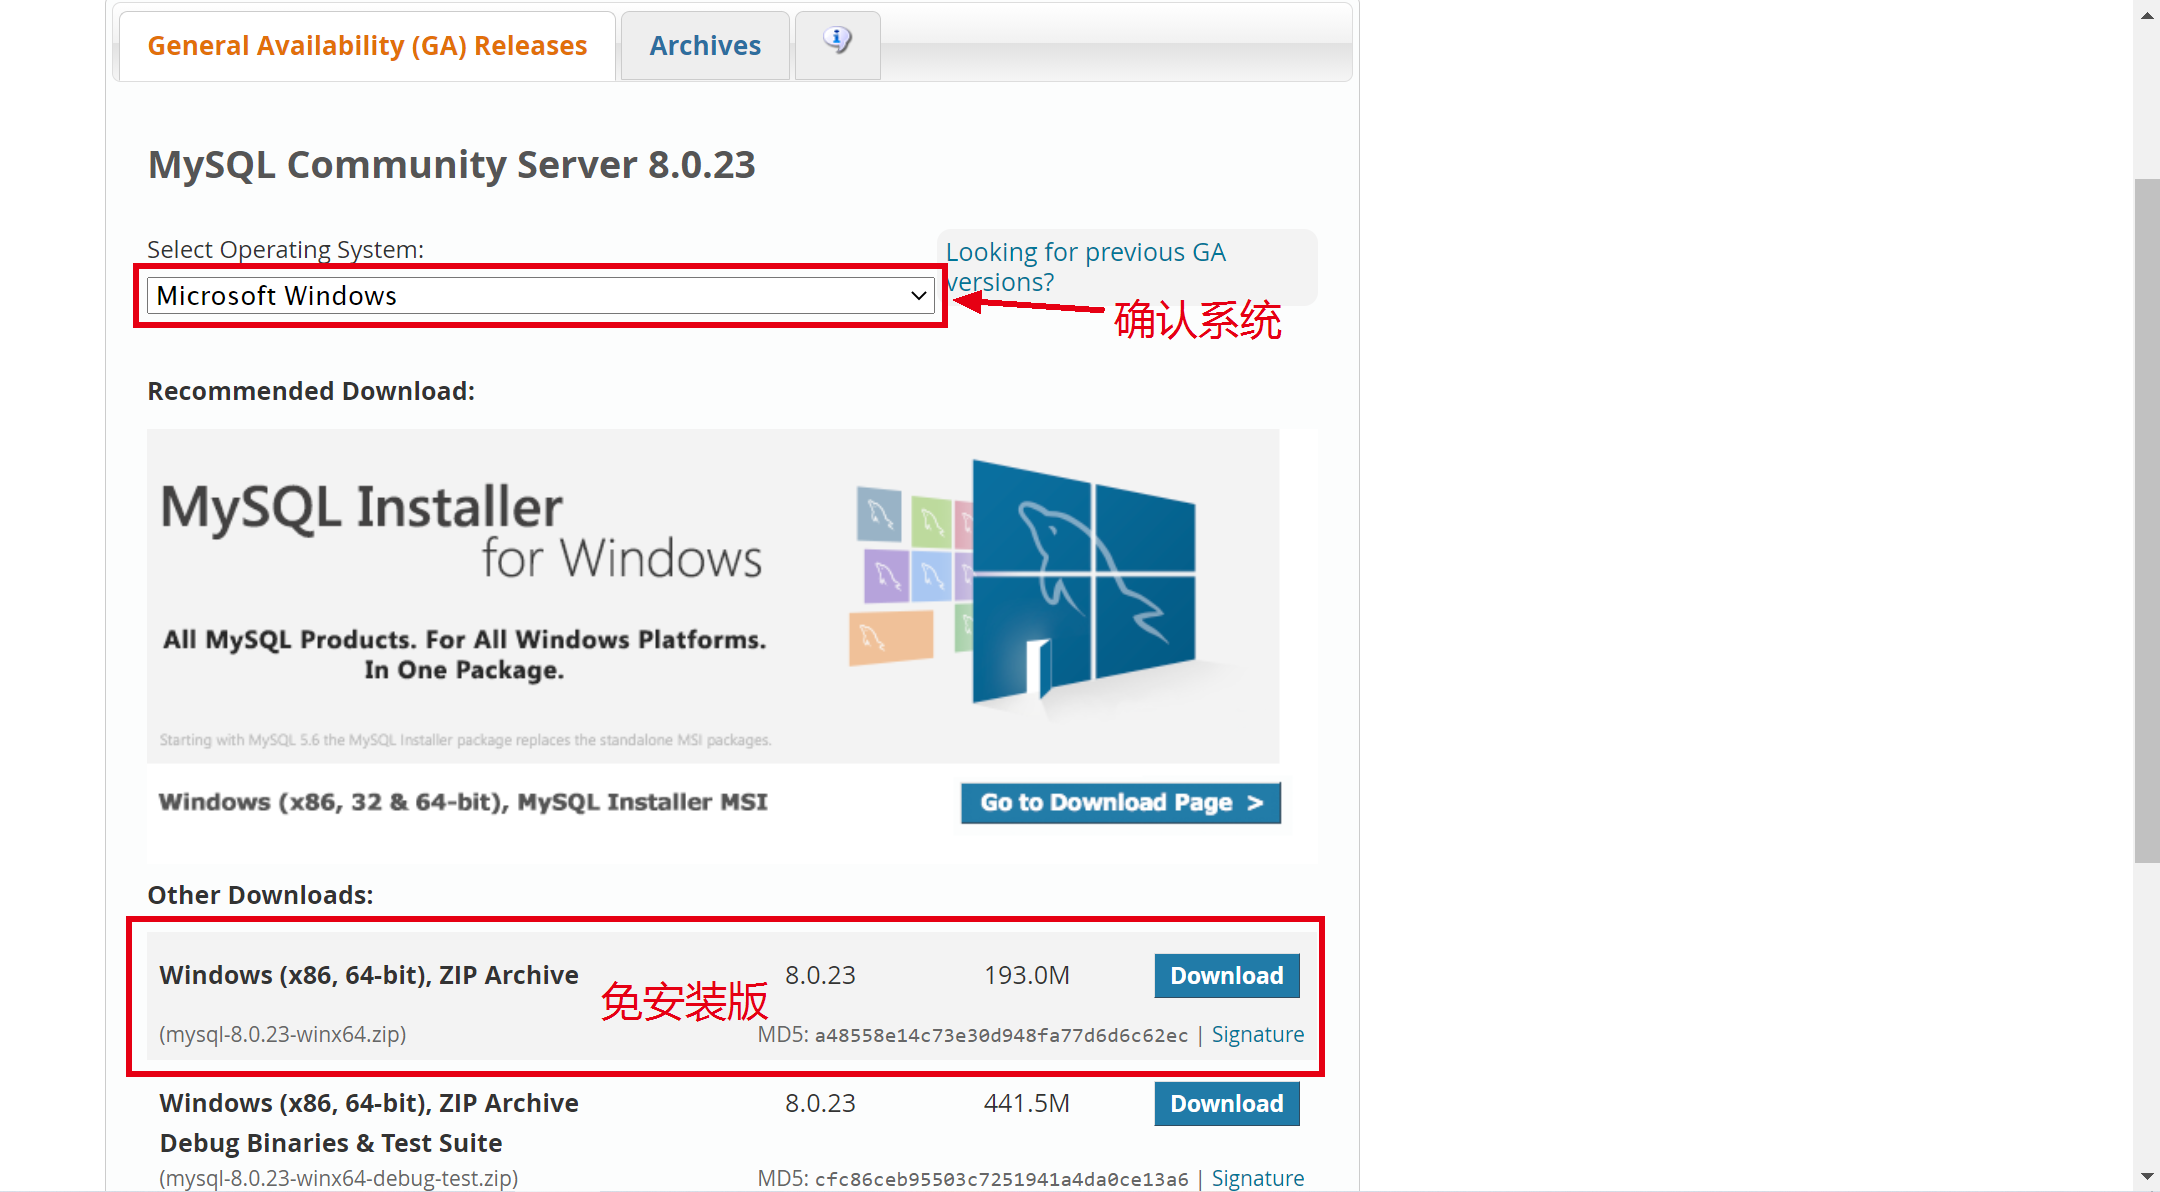 General Availability (GA) Releases
Archives
MySQL Community Server 8.0.23
Select Operating System:
Looking for previous GA
versions?
Microsoft Windows
确认系统
Recommended Download:
MySQL Installer
for Windows
All MySQL Products. For All Windows Platforms.
In One Package.
Starting with MySQL 5.6 the MySQL Installer package replaces the standalone MSI packages.
Windows (x86, 32 & 64-bit), MySQL Installer MSI
Go to Download Page >
Other Downloads:
Windows (x86, 64-bit), ZIP Archive
8.0.23
193.0M
Download
免安装版
(mysql-8.0.23-winx64.zip)
MD5: a48558e14c73e30d948fa77d6d6c62ec | Signature
Windows (x86, 64-bit), ZIP Archive
8.0.23
441.5M
Download
Debug Binaries & Test Suite
(mysql-8.0.23-winx64-debug-test.zip)
MD5: cfc86ceb95503c7251941a4da0ce13a6 | Signature